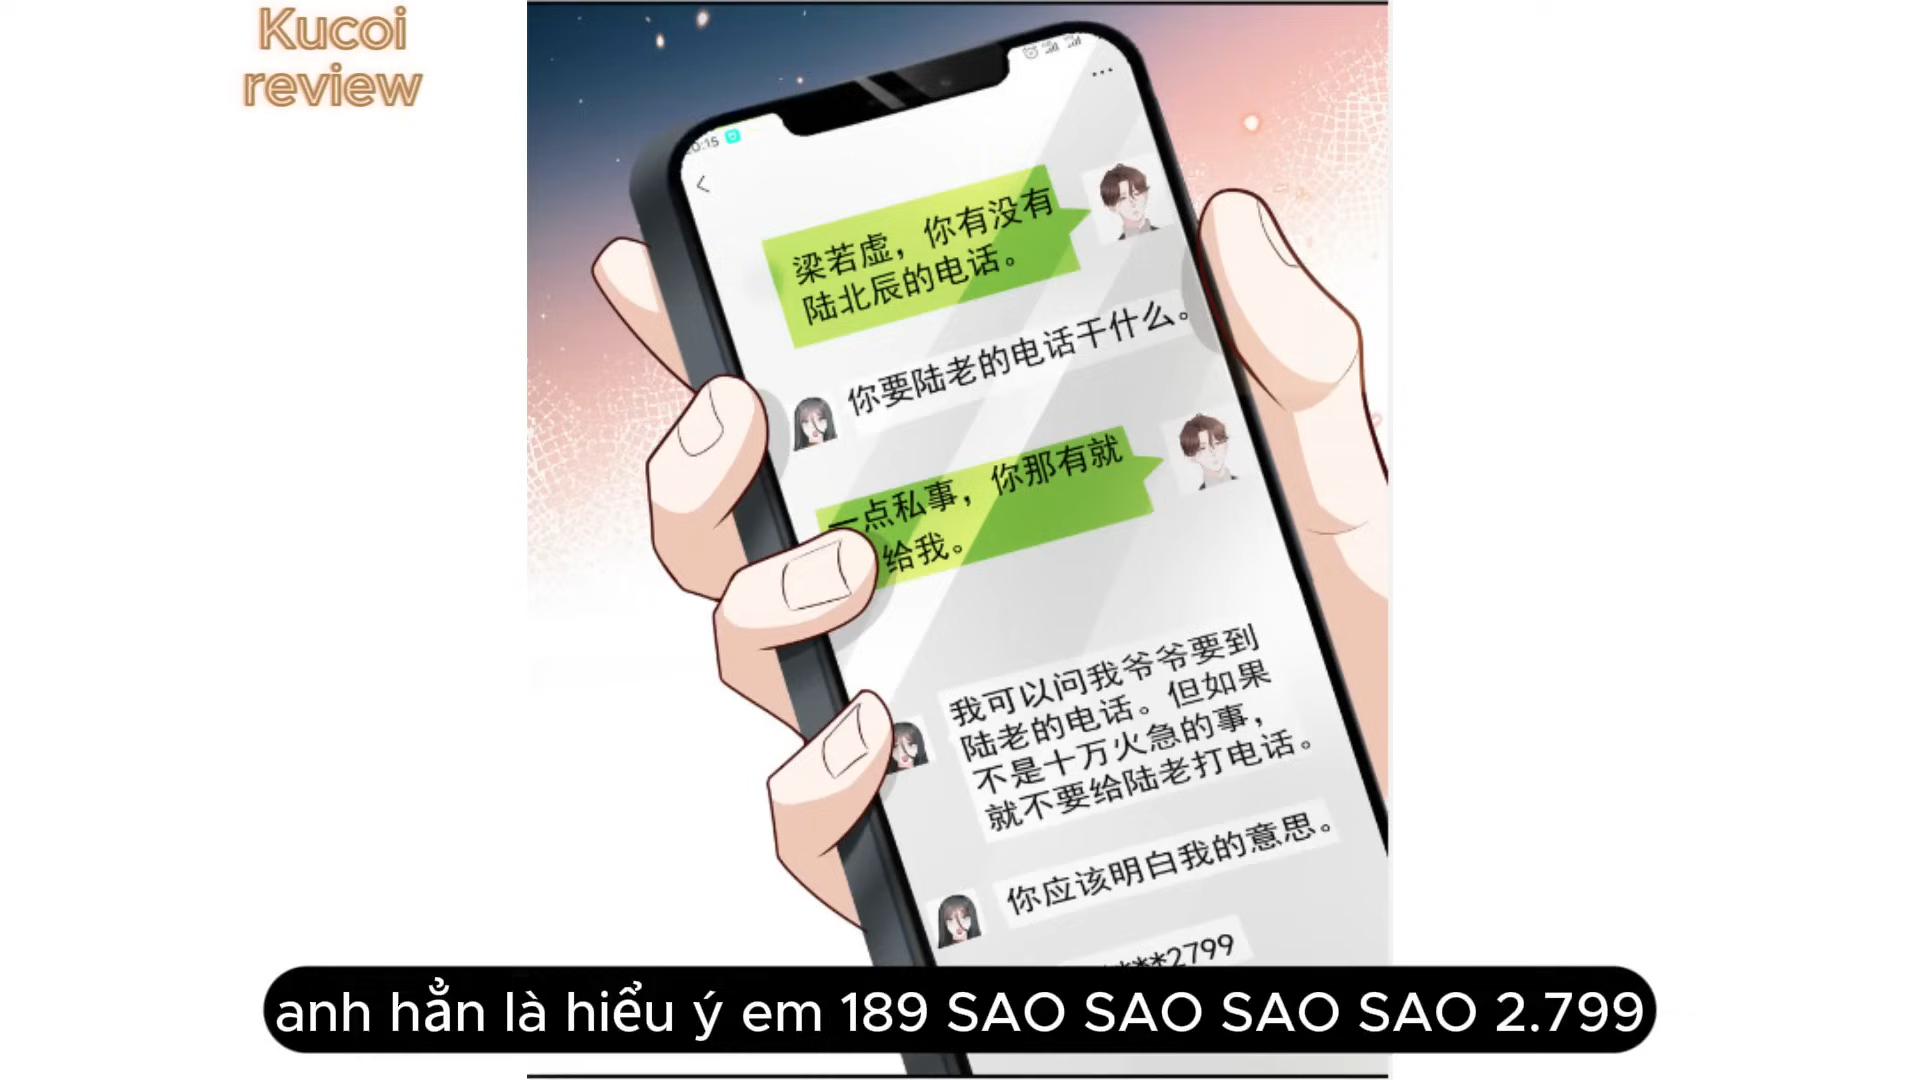 Kucoi
review
20:15
梁若虚，你有没有
陆北辰的电话。
你要陆老的电话干什么。
一点私事，你那有就
给我。
我可以问我爷爷要到
陆老的电话。但如果
不是十万火急的事，
就不要给陆老打电话。
你应该明白我的意思。
***2799
anh hẳn là hiểu ý em 189 SAO SAO SAO SAO 2.799